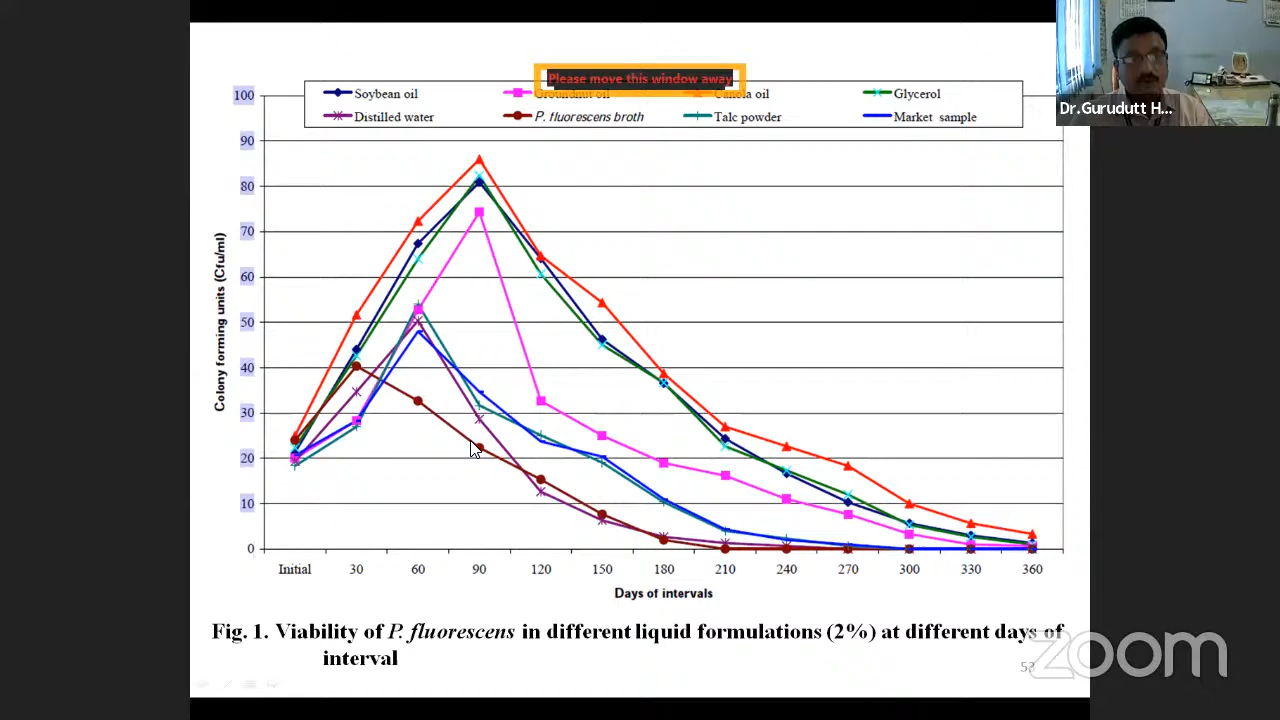 Please move this window away
Dr.Gurudutt H...
Soybean oil
Groundnut oil
Canola oil
Glycerol
Distilled water
P. fluorescens broth
Talc powder
Market sample
100
90
80
70
60
50
40
30
20
10
0
Colony forming units (Cfu/ml)
Initial 30 60 90 120 150 180 210 240 270 300 330 360
Days of intervals
Fig. 1. Viability of P. fluorescens in different liquid formulations (2%) at different days of
interval
53
zoom